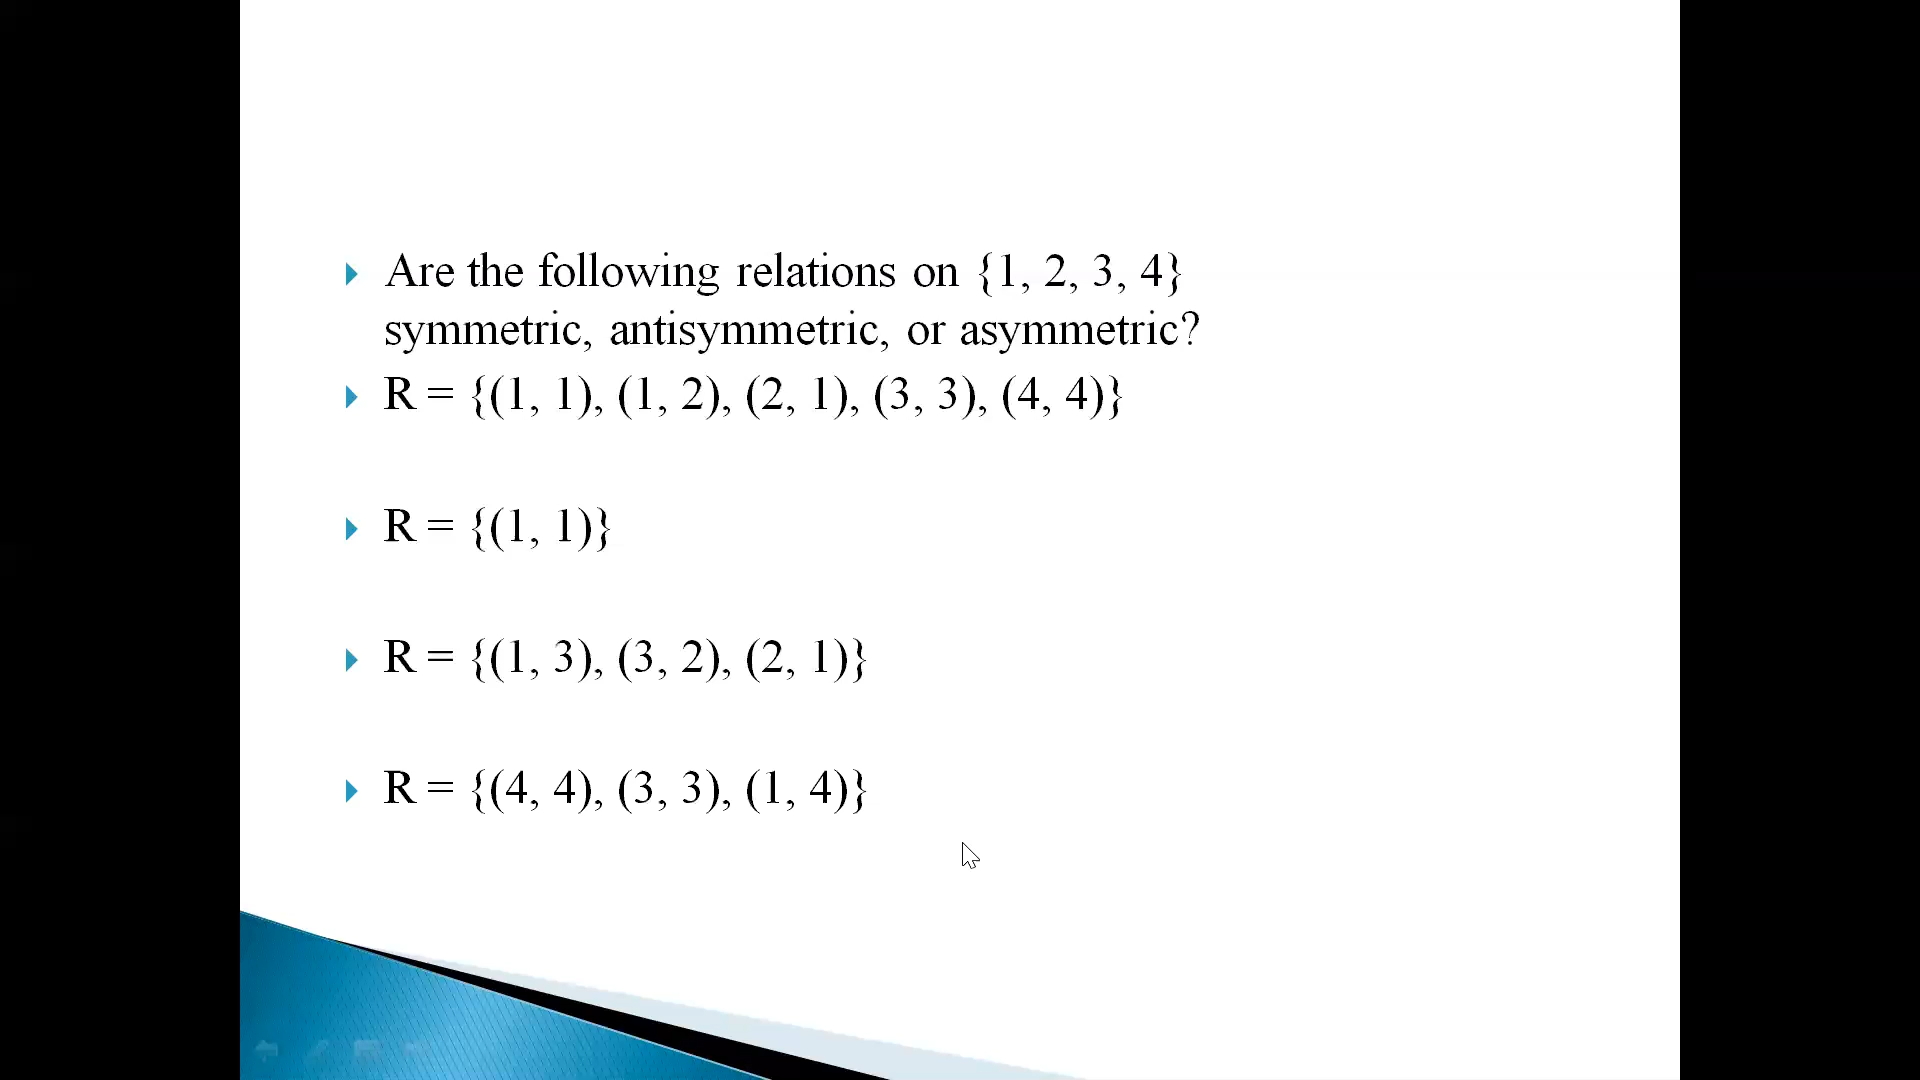 Are the following relations on {1, 2, 3, 4}
symmetric, antisymmetric, or asymmetric?
R = {(1, 1), (1, 2), (2, 1), (3, 3), (4, 4)}
R = {(1, 1)}
R = {(1, 3), (3, 2), (2, 1)}
R = {(4, 4), (3, 3), (1, 4)}